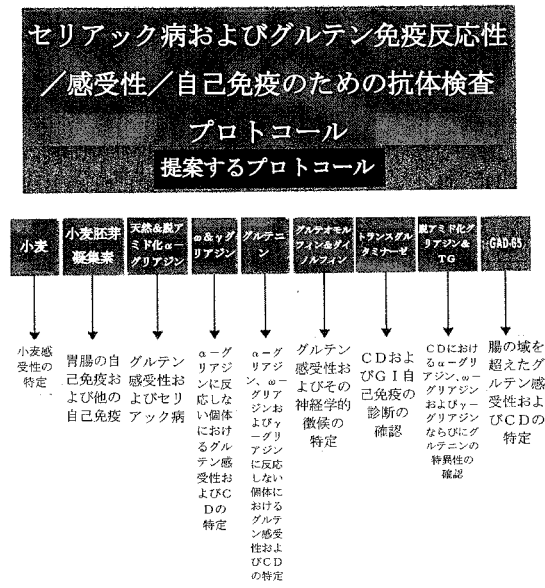 セリアック病およびグルテン免疫反応性
／感受性／自己免疫のための抗体検査
プロトコール
提案するプロトコール
小麦
小麦胚芽
凝集素
天然&脱ア
ミド化α－
グリアジン
ω&γグ
リアジン
グルテニ
ン
グルテオモル
フィン&ダイ
ノルフィン
トランスグル
タミナーゼ
脱アミド化グ
リアジン&
TG
GAD-65
小麦感
受性の
特定
胃腸の自
己免疫お
よび他の
自己免疫
グルテン
感受性お
よびセリ
アック病
α－グ
リアジ
ンに反
応しな
い個体
におけ
るグル
テン感
受性お
よびC
Dの
特定
α－グ
リアジ
ン、ω－
グリア
ジンお
よびγ
－グリ
アジン
に反応
しない
個体に
おける
グルテ
ン感受
性およ
びCD
の特定
グルテン
感受性お
よびその
神経学的
徴候の
特定
CDおよ
びGI自
己免疫の
診断の
確認
CDにおけ
るα－グリ
アジン、ω－
グリアジン
およびγ－
グリアジン
ならびにグ
ルテニンの
特異性の
確認
腸の域を
超えたグ
ルテン感
受性およ
びCDの
特定